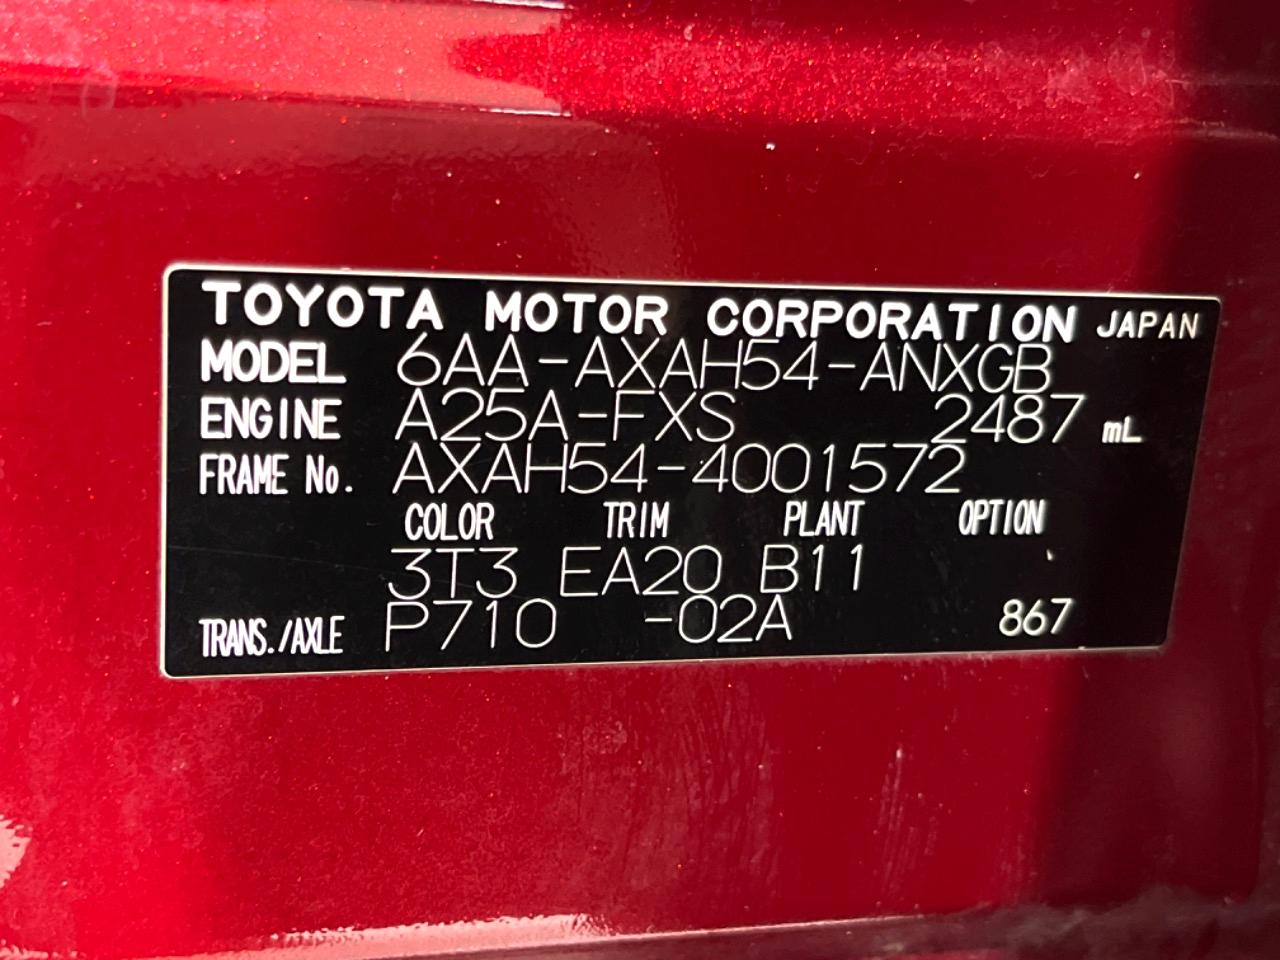 TOYOTA MOTOR CORPORATION JAPAN
MODEL 6AA-AXAH54-ANXGB
ENGINE A25A-FXS 2487 mL
FRAME No. AXAH54-4001572
COLOR TRIM PLANT OPTION
3T3 EA20 B11
TRANS./AXLE P710 -02A 867